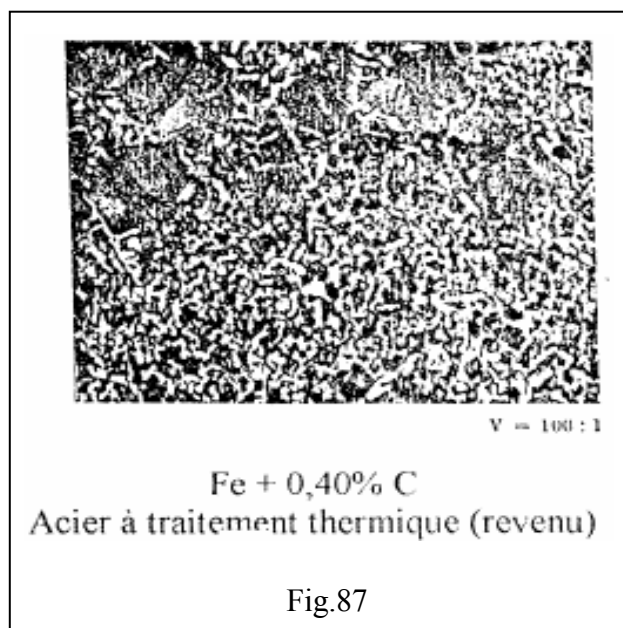 V = 100 : 1
Fe + 0,40% C
Acier à traitement thermique (revenu)
Fig.87